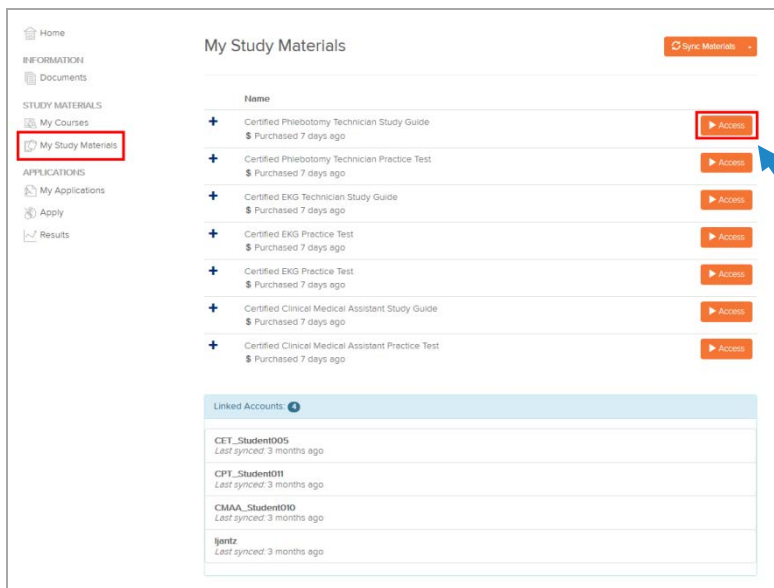 Home
INFORMATION
Documents
STUDY MATERIALS
My Courses
My Study Materials
APPLICATIONS
My Applications
Apply
Results
My Study Materials
Sync Materials
Name
Certified Phlebotomy Technician Study Guide
$ Purchased 7 days ago
Access
Certified Phlebotomy Technician Practice Test
$ Purchased 7 days ago
Access
Certified EKG Technician Study Guide
$ Purchased 7 days ago
Access
Certified EKG Practice Test
$ Purchased 7 days ago
Access
Certified EKG Practice Test
$ Purchased 7 days ago
Access
Certified Clinical Medical Assistant Study Guide
$ Purchased 7 days ago
Access
Certified Clinical Medical Assistant Practice Test
$ Purchased 7 days ago
Access
Linked Accounts: 4
CET_Student005
Last synced: 3 months ago
CPT_Student011
Last synced: 3 months ago
CMAA_Student010
Last synced: 3 months ago
ljantz
Last synced: 3 months ago